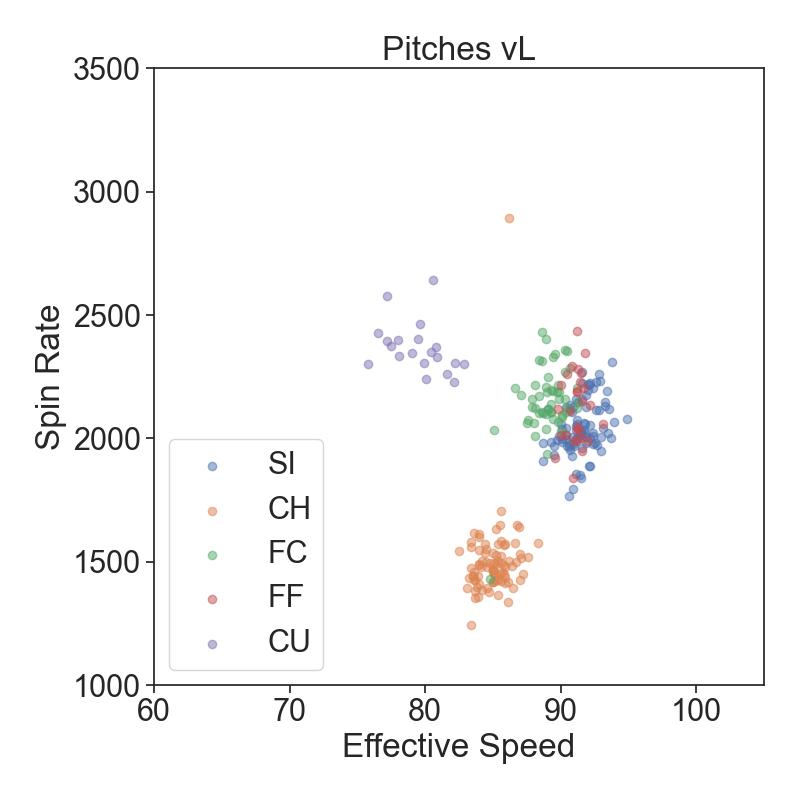 Pitches vL
3500
3000
2500
2000
1500
1000
Spin Rate
SI
CH
FC
FF
CU
60 70 80 90 100
Effective Speed